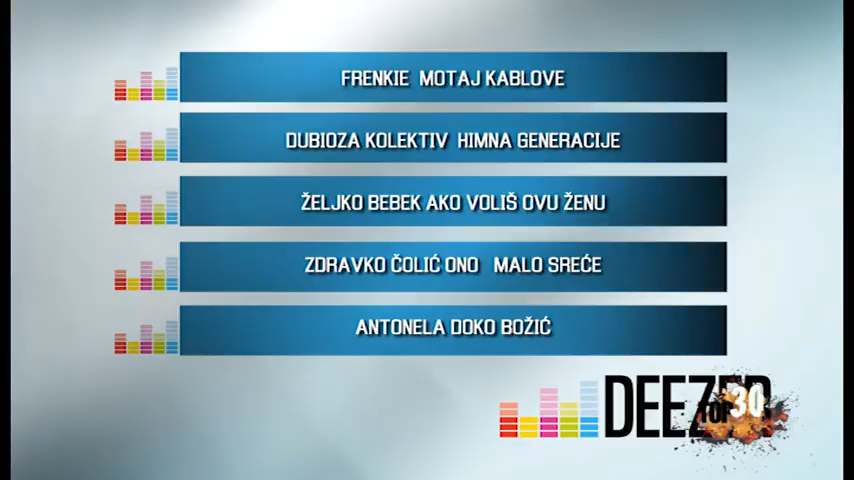 FRENKIE MOTAJ KABLOVE
DUBIOZA KOLEKTIV HIMNA GENERACIJE
ŽELJKO BEBEK AKO VOLIŠ OVU ŽENU
ZDRAVKO ČOLIĆ ONO MALO SREĆE
ANTONELA DOKO BOŽIĆ
DEEZER
TOP 30